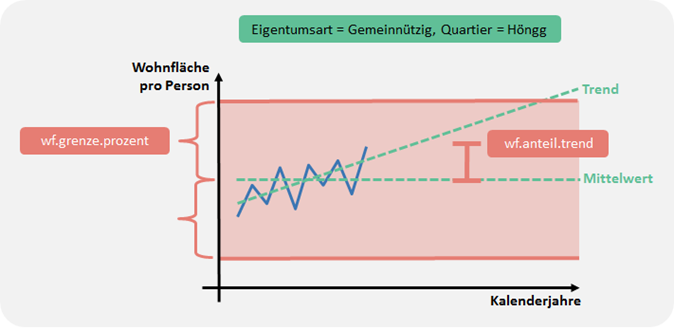 Eigentumsart = Gemeinnützig, Quartier = Höngg
Wohnfläche
pro Person
Trend
wf.grenze.prozent
wf.anteil.trend
Mittelwert
Kalenderjahre